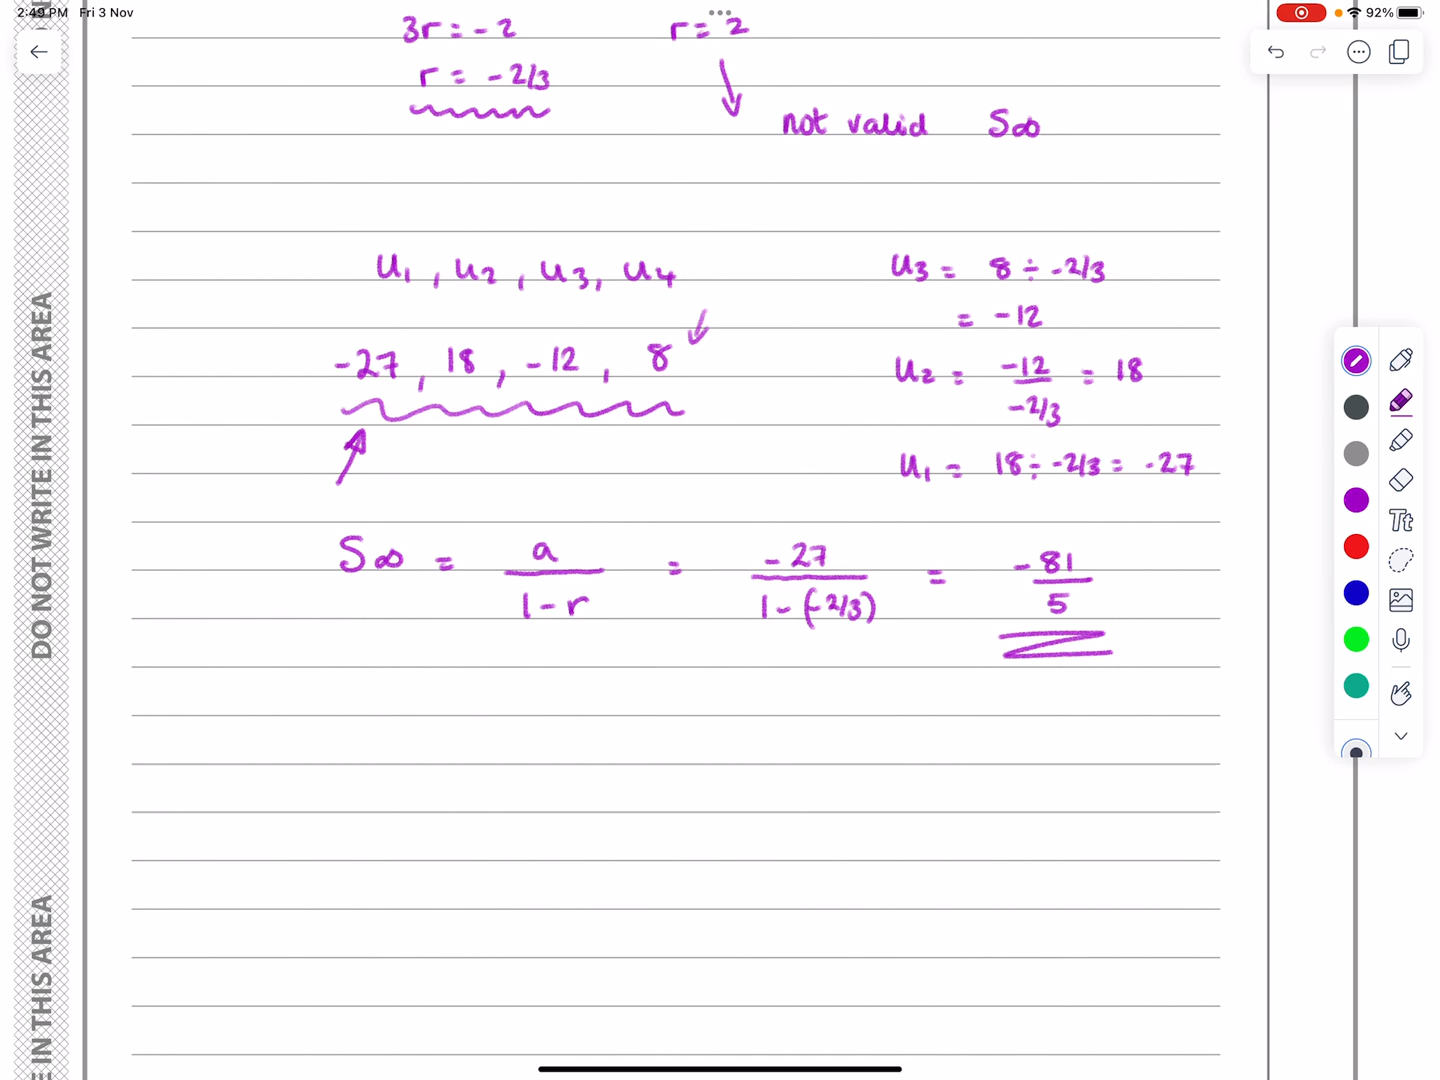 2:49 PM Fri 3 Nov
92%
3r = -2
r = 2
r = -2/3
not valid S∞
u₁, u₂, u₃, u₄
u₃ = 8 ÷ -2/3
= -12
-27, 18, -12, 8
u₂ = -12/(-2/3) = 18
u₁ = 18 ÷ -2/3 = -27
S∞ = a/(1-r) = -27/(1-(-2/3)) = -81/5
DO NOT WRITE IN THIS AREA
E IN THIS AREA
Tt